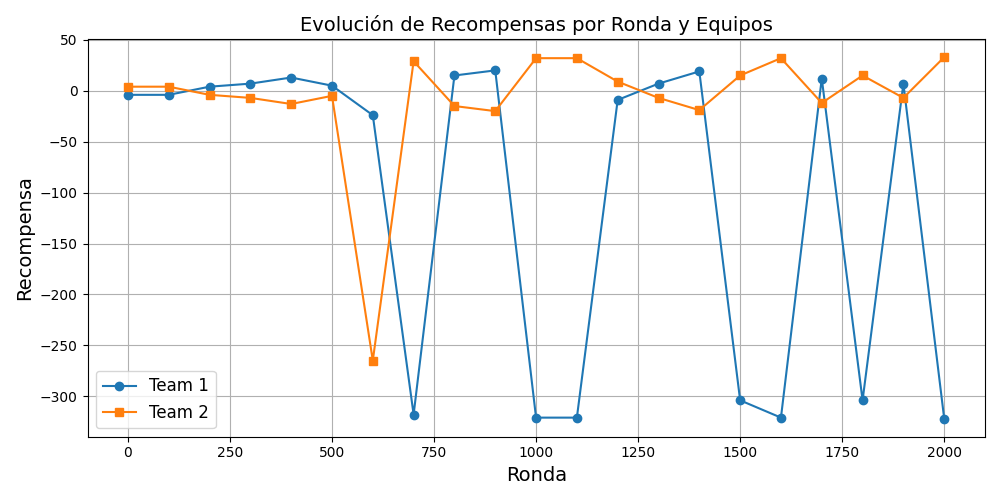 Evolución de Recompensas por Ronda y Equipos
50
0
−50
−100
−150
−200
−250
−300
Recompensa
Team 1
Team 2
0 250 500 750 1000 1250 1500 1750 2000
Ronda